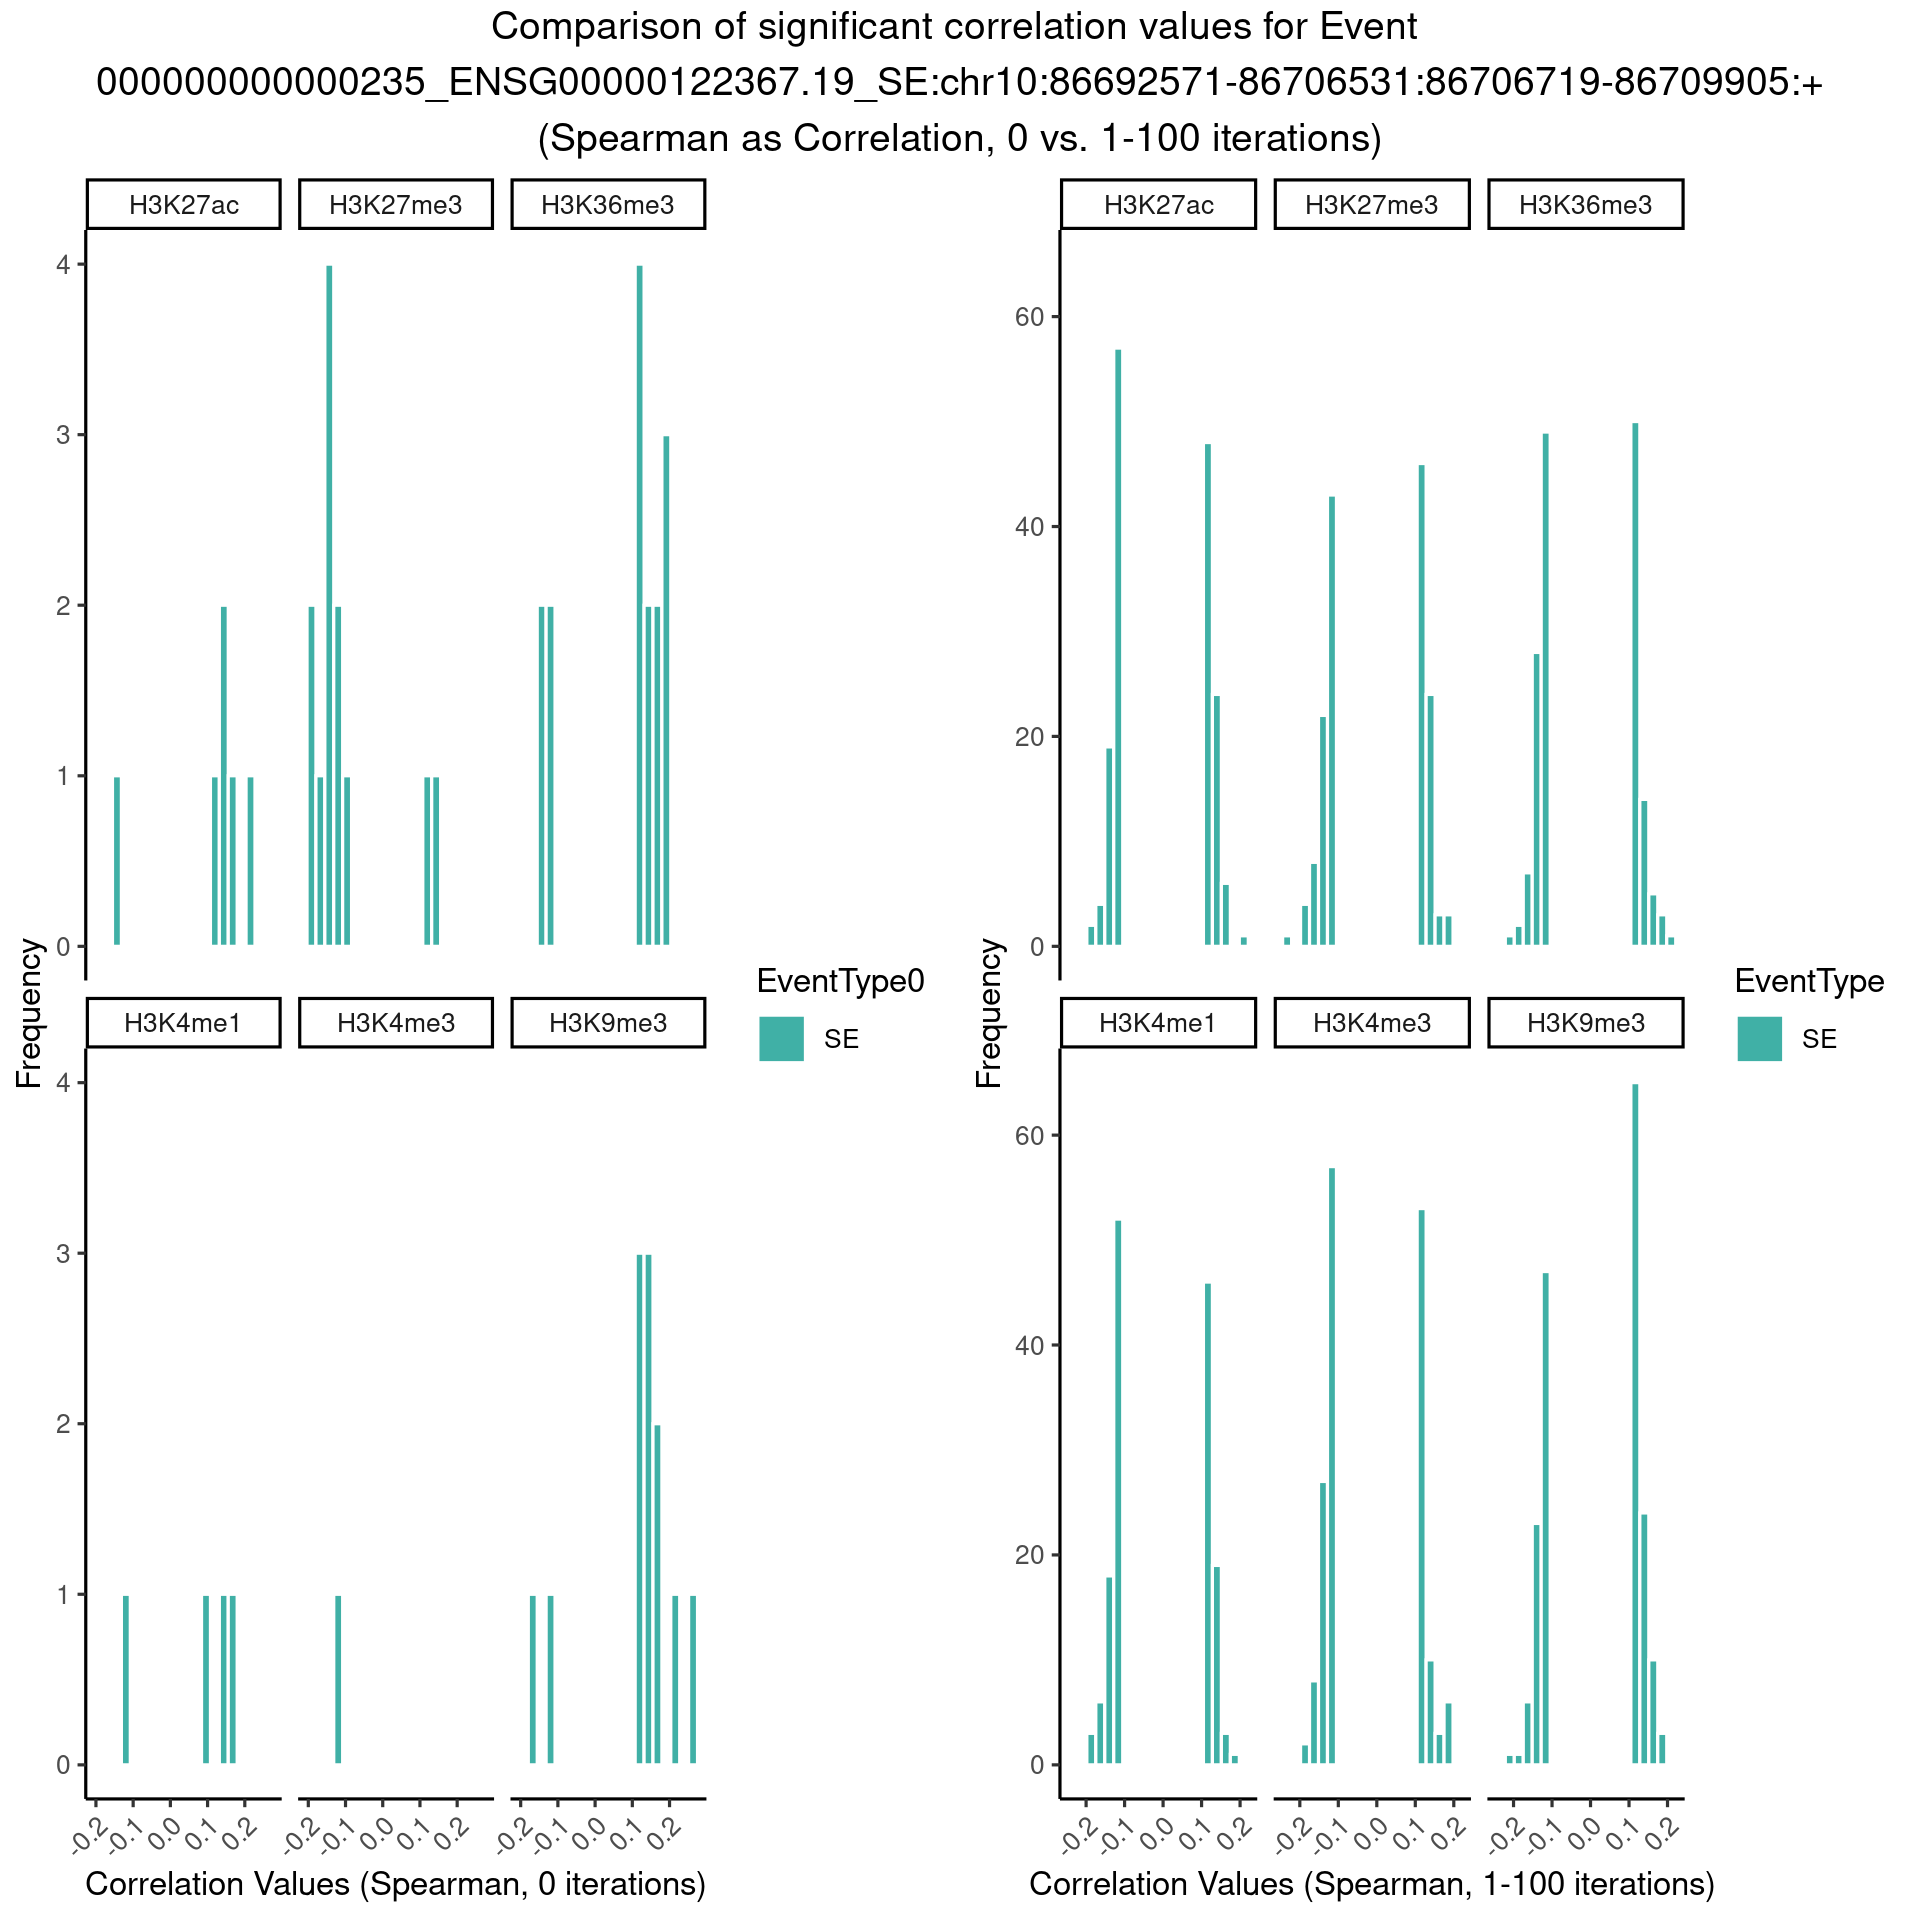 Comparison of significant correlation values for Event
000000000000235_ENSG00000122367.19_SE:chr10:86692571-86706531:86706719-86709905:+
(Spearman as Correlation, 0 vs. 1-100 iterations)
H3K27ac H3K27me3 H3K36me3
4
3
2
1
0
H3K4me1 H3K4me3 H3K9me3
4
3
2
1
0
-0.2 -0.1 0.0 0.1 0.2 -0.2 -0.1 0.0 0.1 0.2 -0.2 -0.1 0.0 0.1 0.2
Frequency
Correlation Values (Spearman, 0 iterations)
EventType0
SE
H3K27ac H3K27me3 H3K36me3
60
40
20
0
H3K4me1 H3K4me3 H3K9me3
60
40
20
0
-0.2 -0.1 0.0 0.1 0.2 -0.2 -0.1 0.0 0.1 0.2 -0.2 -0.1 0.0 0.1 0.2
Frequency
Correlation Values (Spearman, 1-100 iterations)
EventType
SE